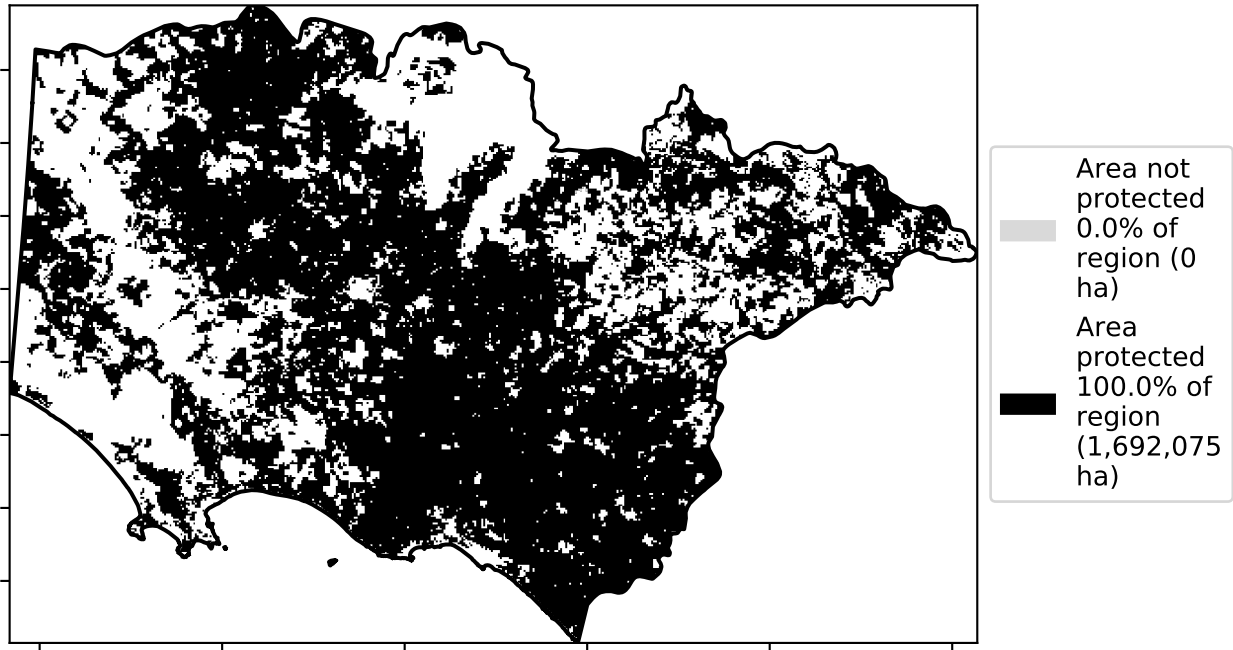 Area not
protected
0.0% of
region (0
ha)
Area
protected
100.0% of
region
(1,692,075
ha)